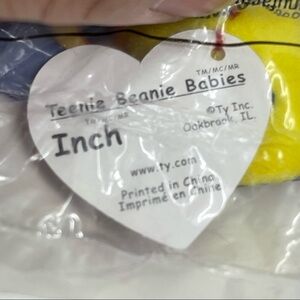 TM/MC/MR
Teenie Beanie Babies
TM/MC/MR
©Ty Inc.
Oakbrook, IL.
Inch
www.ty.com
Printed in China
Imprimé en Chine